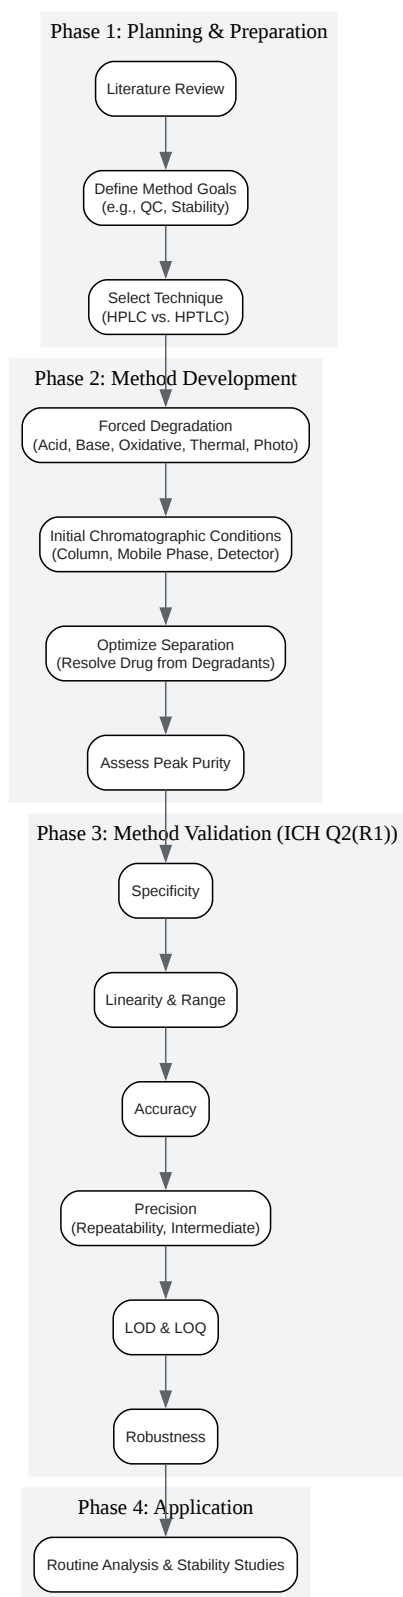 Phase 1: Planning & Preparation
Literature Review
Define Method Goals
(e.g., QC, Stability)
Select Technique
(HPLC vs. HPTLC)
Phase 2: Method Development
Forced Degradation
(Acid, Base, Oxidative, Thermal, Photo)
Initial Chromatographic Conditions
(Column, Mobile Phase, Detector)
Optimize Separation
(Resolve Drug from Degradants)
Assess Peak Purity
Phase 3: Method Validation (ICH Q2(R1))
Specificity
Linearity & Range
Accuracy
Precision
(Repeatability, Intermediate)
LOD & LOQ
Robustness
Phase 4: Application
Routine Analysis & Stability Studies